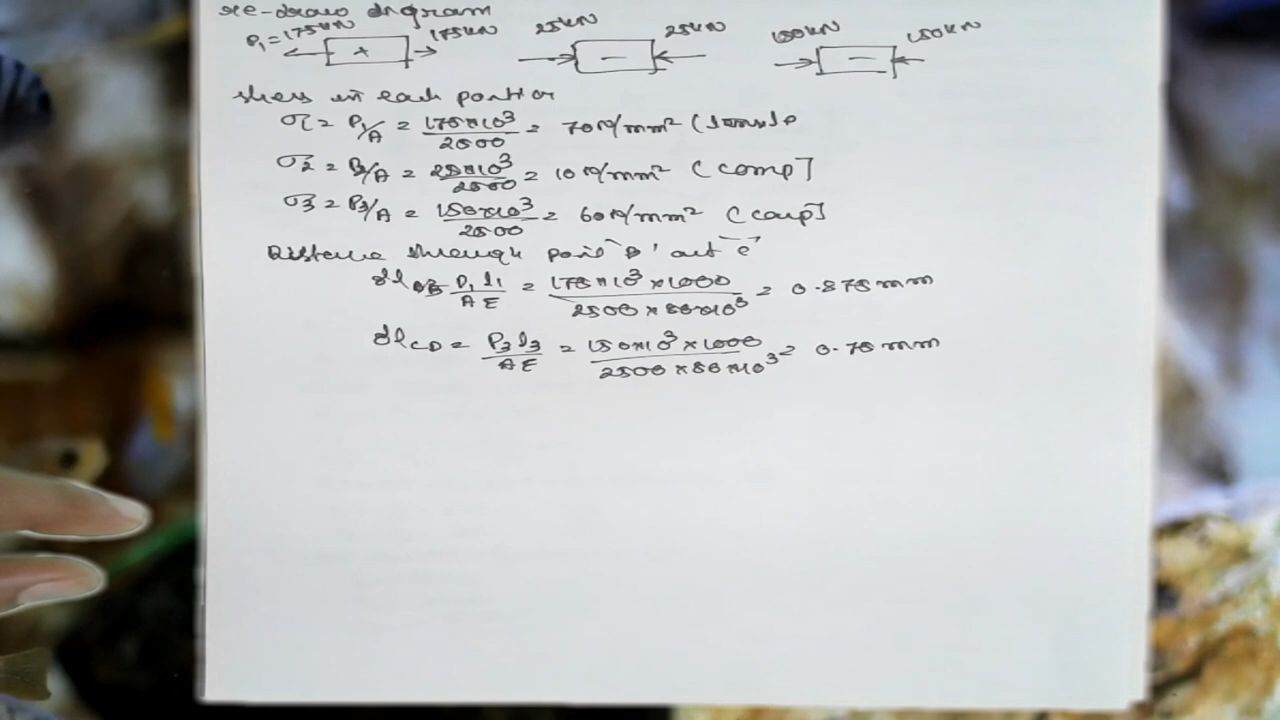 re-draw digram
P₁=175KN 175KN 25KN 25KN 150KN 150KN
+ - -
stress in each portion
σ1 = P1/A = 175×10³/2500 = 70 N/mm² (Tensile
σ2 = P2/A = 25×10³/2500 = 10 N/mm² (comp]
σ3 = P3/A = 150×10³/2500 = 60 N/mm² (comp]
Distance through point 'B' and 'C'
δl = P1 l1/AE = 175×10³×1000/2500×80×10³ = 0.875 mm
δlCD = P3 l3/AE = 150×10³×1000/2500×80×10³ = 0.75 mm